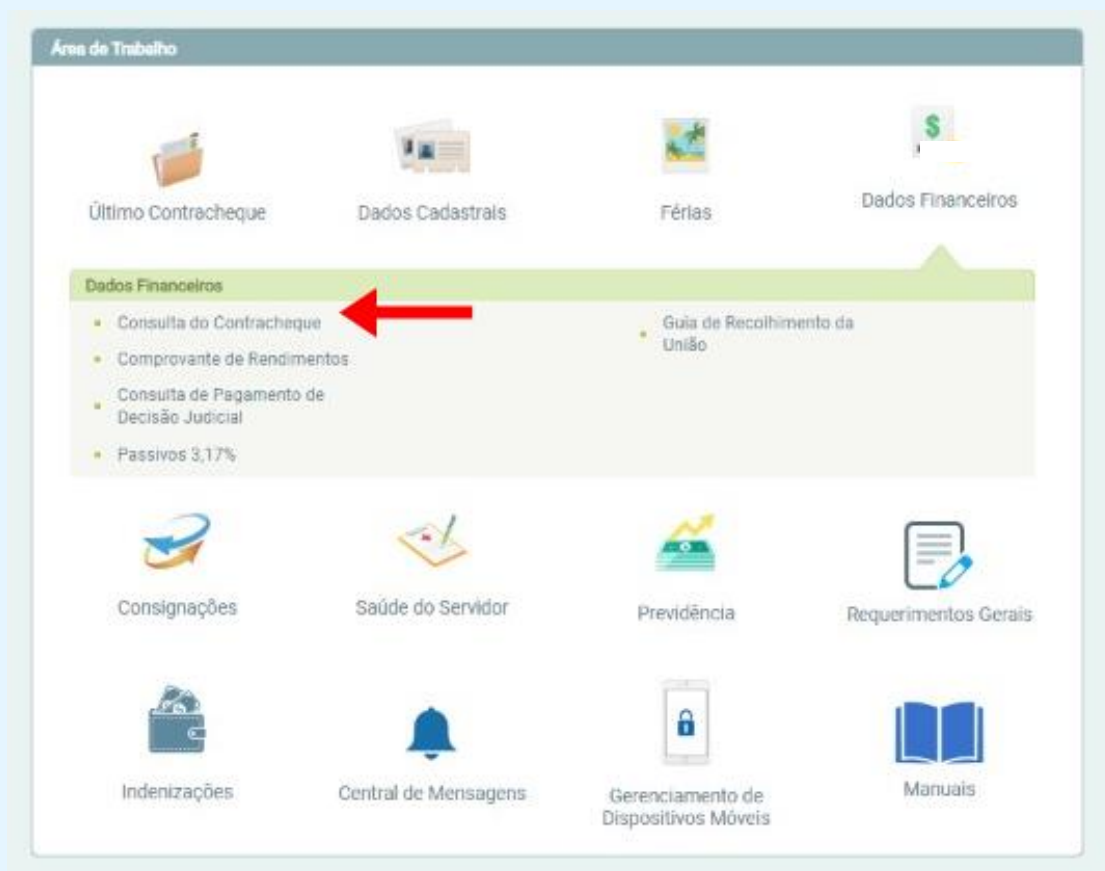 Área de Trabalho
Último Contracheque
Dados Cadastrais
Férias
Dados Financeiros
Dados Financeiros
Consulta do Contracheque
Comprovante de Rendimentos
Consulta de Pagamento de
Decisão Judicial
Passivos 3,17%
Guia de Recolhimento da
União
Consignações
Saúde do Servidor
Previdência
Requerimentos Gerais
Indenizações
Central de Mensagens
Gerenciamento de
Dispositivos Móveis
Manuais